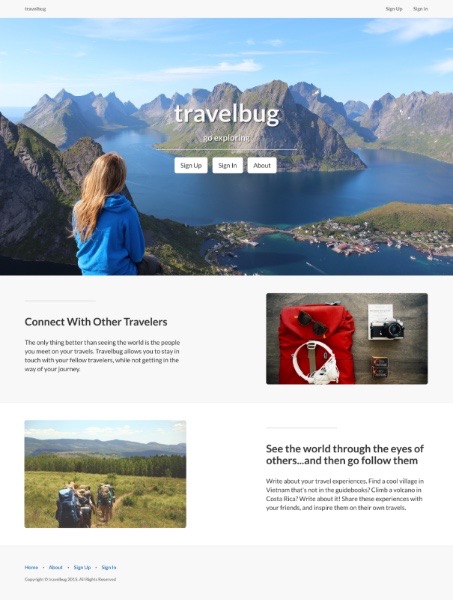 travelbug
Sign Up Sign In
travelbug
go exploring.
Sign Up Sign In About
Connect With Other Travelers
The only thing better than seeing the world is the people
you meet on your travels. Travelbug allows you to stay in
touch with your fellow travelers, while not getting in the
way of your journey.
See the world through the eyes of
others...and then go follow them
Write about your travel experiences, Find a cool village in
Vietnam that's not in the guidebooks? Climb a volcano in
Costa Rica? Write about it! Share those experiences with
your friends, and inspire them on their own travels.
Home • About • Sign Up • Sign In
Copyright © travelbug 2015. All Rights Reserved